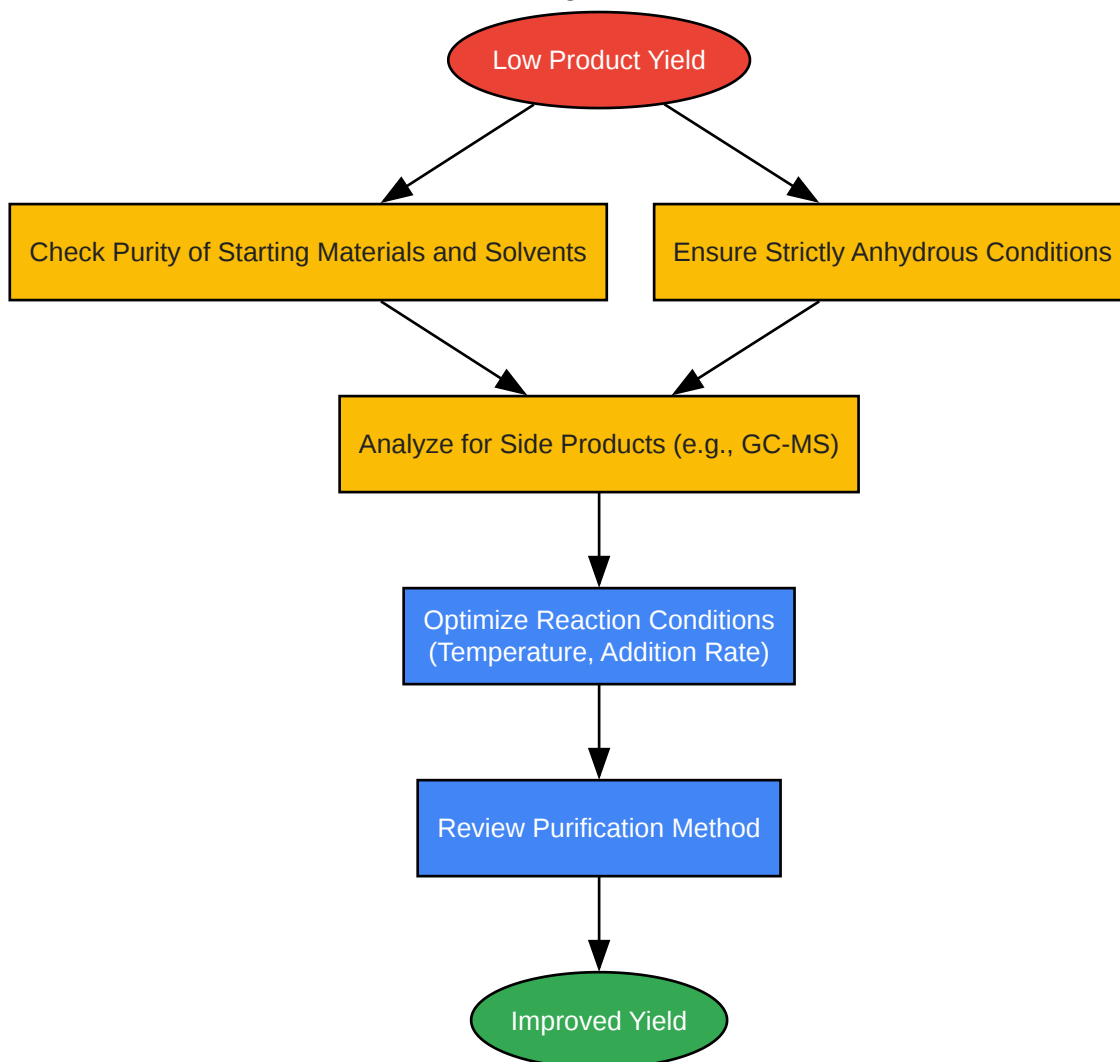 Low Product Yield
Check Purity of Starting Materials and Solvents
Ensure Strictly Anhydrous Conditions
Analyze for Side Products (e.g., GC-MS)
Optimize Reaction Conditions
(Temperature, Addition Rate)
Review Purification Method
Improved Yield